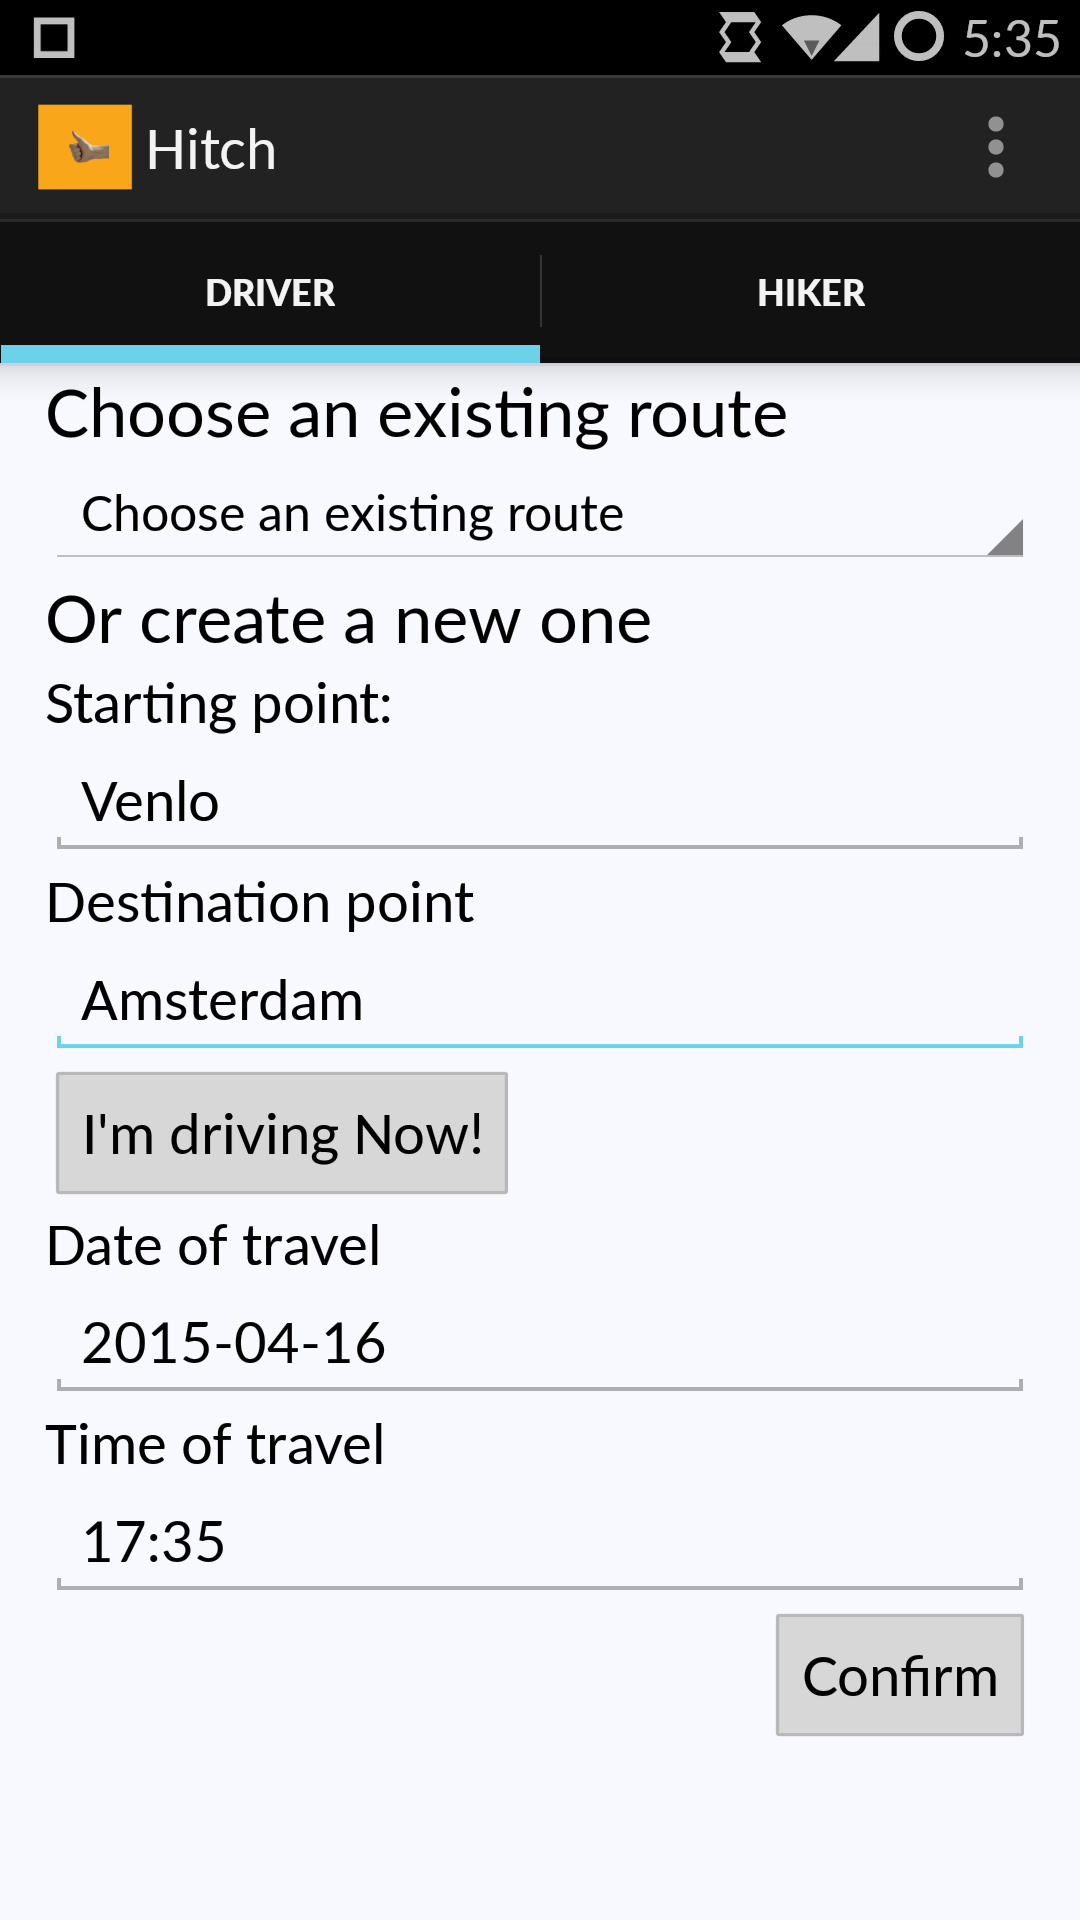 5:35
Hitch
DRIVER
HIKER
Choose an existing route
Choose an existing route
Or create a new one
Starting point:
Venlo
Destination point
Amsterdam
I'm driving Now!
Date of travel
2015-04-16
Time of travel
17:35
Confirm